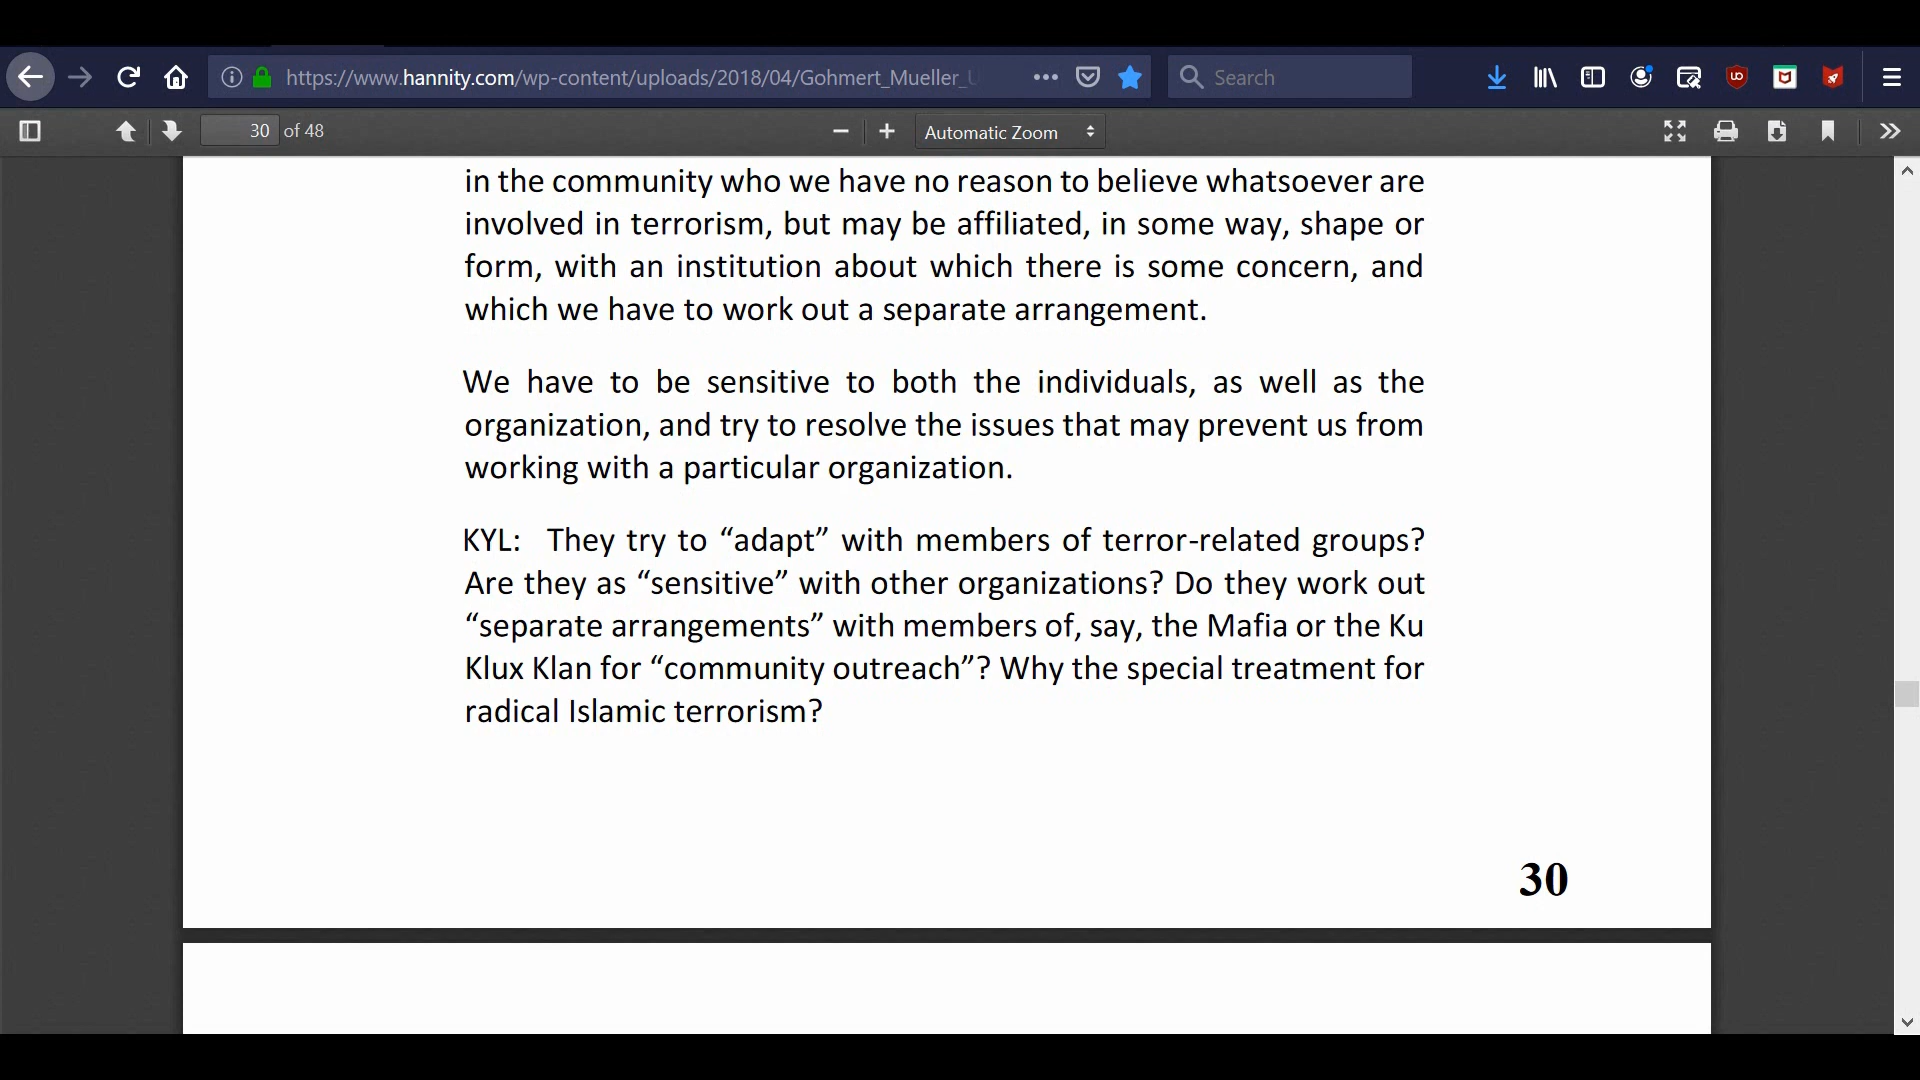 https://www.hannity.com/wp-content/uploads/2018/04/Gohmert_Mueller_U
Search
30 of 48
Automatic Zoom
in the community who we have no reason to believe whatsoever are
involved in terrorism, but may be affiliated, in some way, shape or
form, with an institution about which there is some concern, and
which we have to work out a separate arrangement.
We have to be sensitive to both the individuals, as well as the
organization, and try to resolve the issues that may prevent us from
working with a particular organization.
KYL: They try to “adapt” with members of terror-related groups?
Are they as “sensitive” with other organizations? Do they work out
“separate arrangements” with members of, say, the Mafia or the Ku
Klux Klan for “community outreach”? Why the special treatment for
radical Islamic terrorism?
30